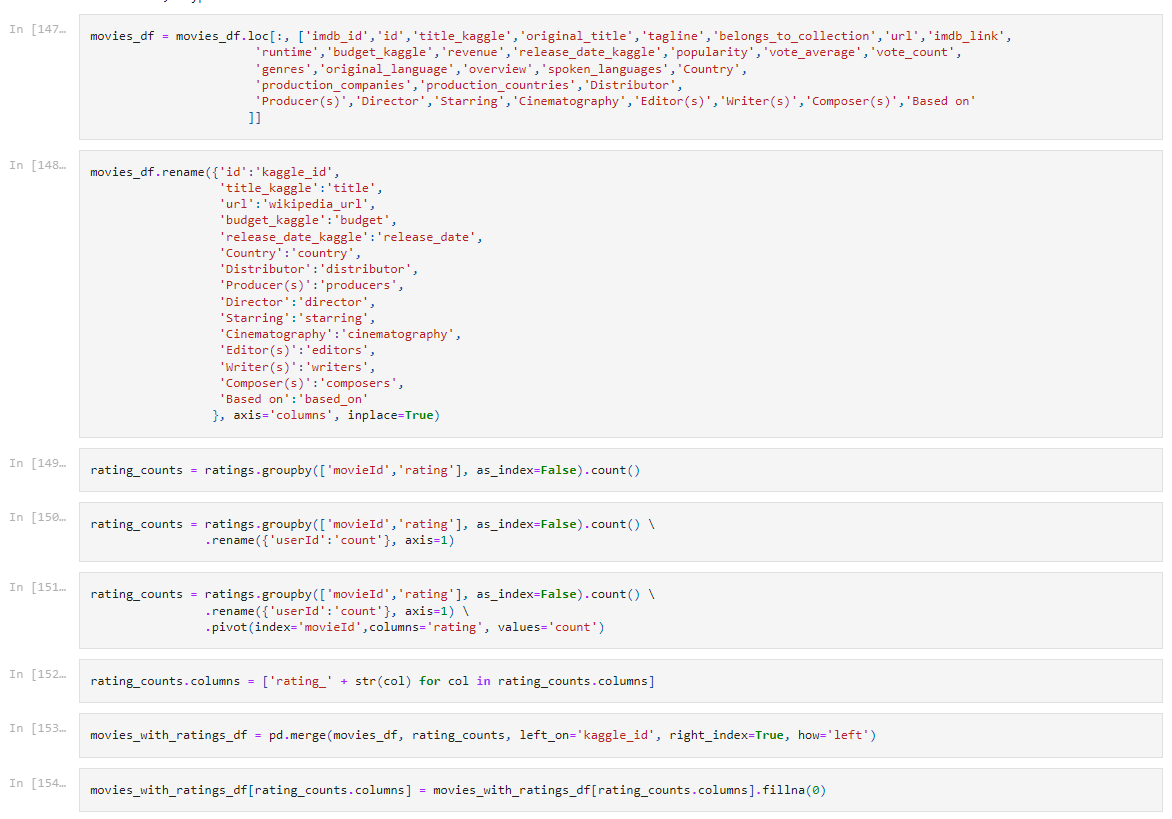 In [147…
movies_df = movies_df.loc[:, ['imdb_id','id','title_kaggle','original_title','tagline','belongs_to_collection','url','imdb_link',
'runtime','budget_kaggle','revenue','release_date_kaggle','popularity','vote_average','vote_count',
'genres','original_language','overview','spoken_languages','Country',
'production_companies','production_countries','Distributor',
'Producer(s)','Director','Starring','Cinematography','Editor(s)','Writer(s)','Composer(s)','Based on'
]]
In [148…
movies_df.rename({'id':'kaggle_id',
'title_kaggle':'title',
'url':'wikipedia_url',
'budget_kaggle':'budget',
'release_date_kaggle':'release_date',
'Country':'country',
'Distributor':'distributor',
'Producer(s)':'producers',
'Director':'director',
'Starring':'starring',
'Cinematography':'cinematography',
'Editor(s)':'editors',
'Writer(s)':'writers',
'Composer(s)':'composers',
'Based on':'based_on'
}, axis='columns', inplace=True)
In [149…
rating_counts = ratings.groupby(['movieId','rating'], as_index=False).count()
In [150…
rating_counts = ratings.groupby(['movieId','rating'], as_index=False).count() \
.rename({'userId':'count'}, axis=1)
In [151…
rating_counts = ratings.groupby(['movieId','rating'], as_index=False).count() \
.rename({'userId':'count'}, axis=1) \
.pivot(index='movieId',columns='rating', values='count')
In [152…
rating_counts.columns = ['rating_' + str(col) for col in rating_counts.columns]
In [153…
movies_with_ratings_df = pd.merge(movies_df, rating_counts, left_on='kaggle_id', right_index=True, how='left')
In [154…
movies_with_ratings_df[rating_counts.columns] = movies_with_ratings_df[rating_counts.columns].fillna(0)